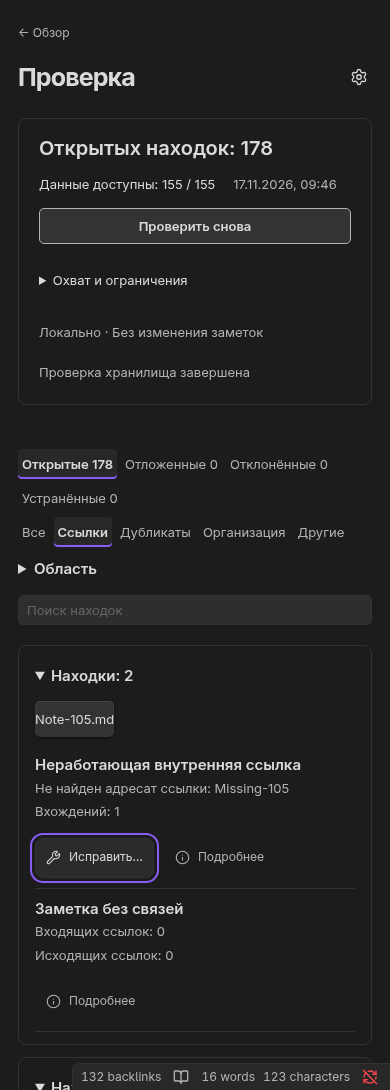 ← Обзор
Проверка
Открытых находок: 178
Данные доступны: 155 / 155 17.11.2026, 09:46
Проверить снова
▶ Охват и ограничения
Локально · Без изменения заметок
Проверка хранилища завершена
Открытые 178 Отложенные 0 Отклонённые 0
Устранённые 0
Все Ссылки Дубликаты Организация Другие
▶ Область
Поиск находок
▼ Находки: 2
Note-105.md
Неработающая внутренняя ссылка
Не найден адресат ссылки: Missing-105
Вхождений: 1
Исправить... Подробнее
Заметка без связей
Входящих ссылок: 0
Исходящих ссылок: 0
Подробнее
132 backlinks 16 words 123 characters